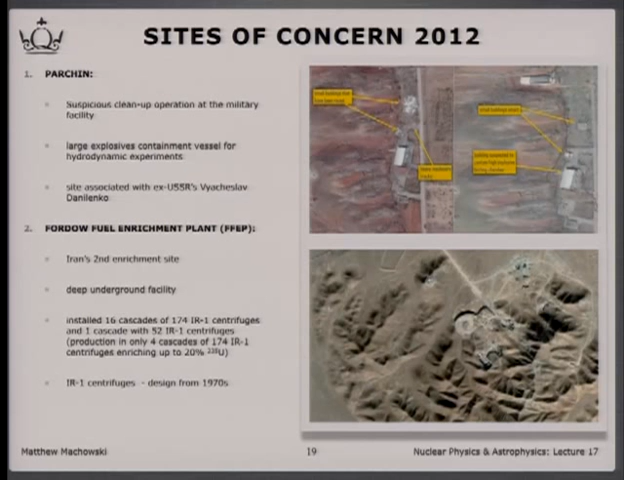 SITES OF CONCERN 2012
1. PARCHIN:
Suspicious clean-up operation at the military
facility
large explosives containment vessel for
hydrodynamic experiments
site associated with ex-USSR's Vyacheslav
Danilenko
2. FORDOW FUEL ENRICHMENT PLANT (FFEP):
Iran's 2nd enrichment site
deep underground facility
installed 16 cascades of 174 IR-1 centrifuges
and 1 cascade with 52 IR-1 centrifuges
(production in only 4 cascades of 174 IR-1
centrifuges enriching up to 20% ²³⁵U)
IR-1 centrifuges - design from 1970s
Matthew Machowski
19
Nuclear Physics & Astrophysics: Lecture 17